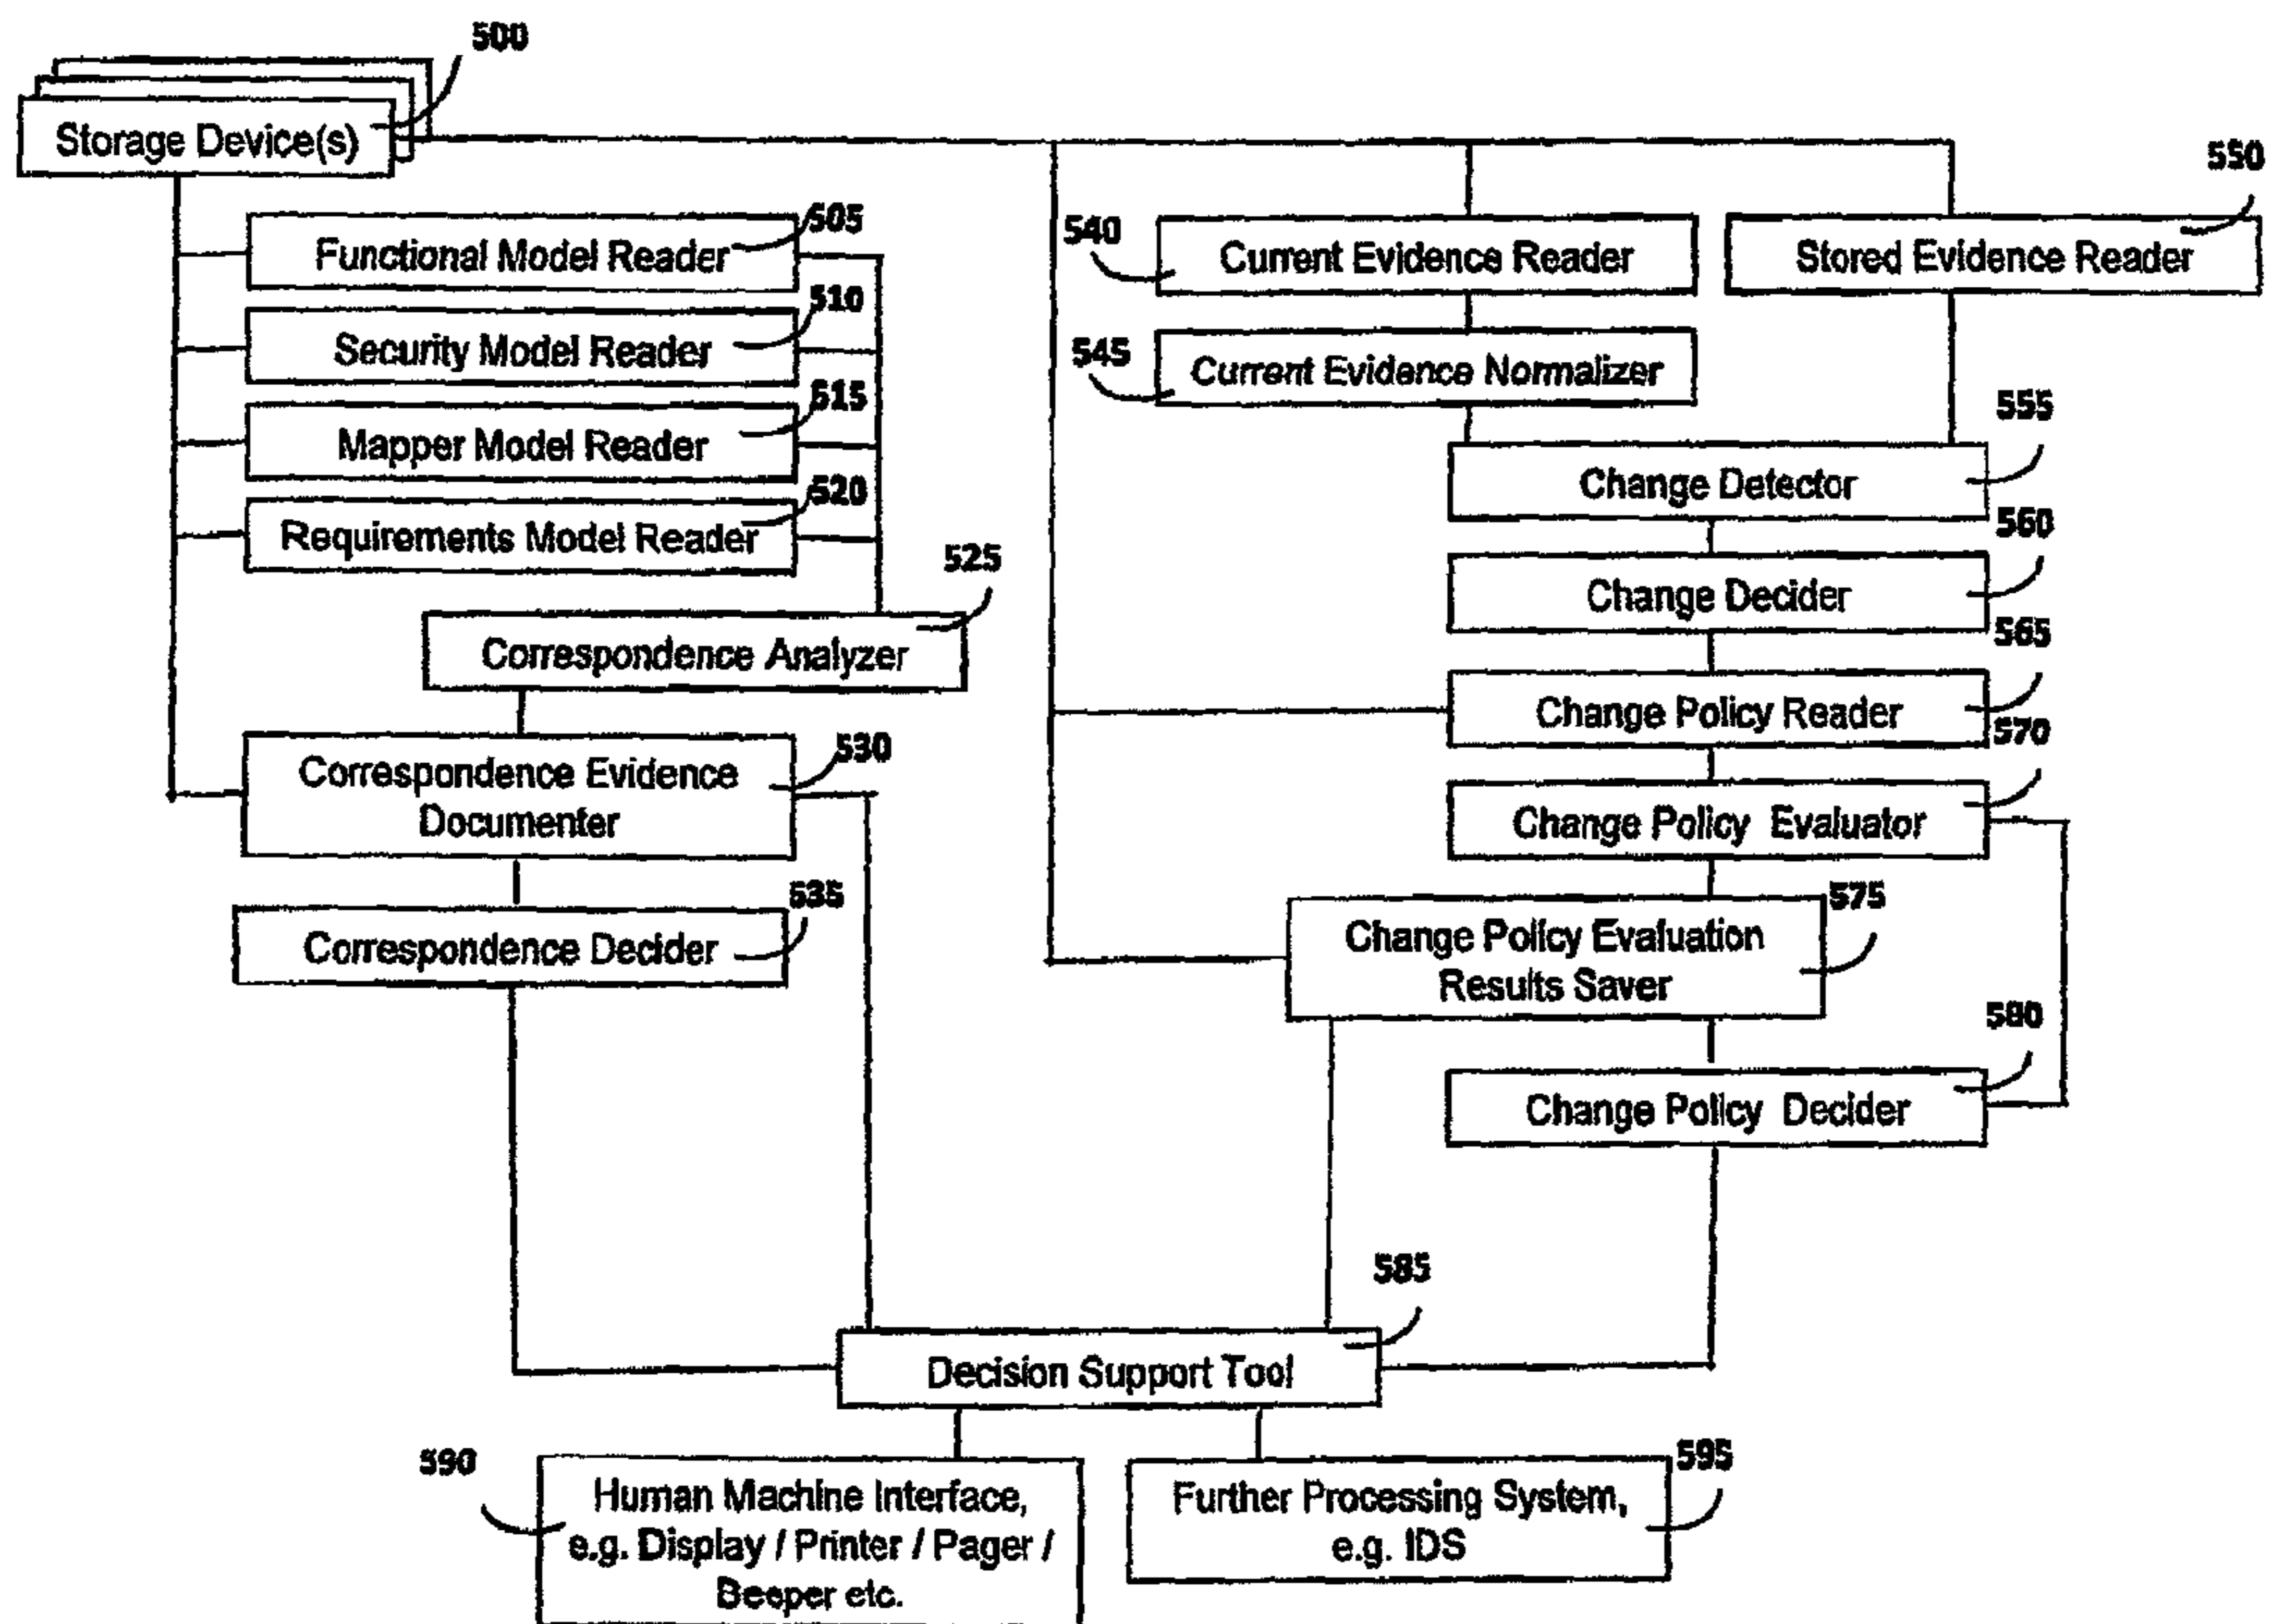 500
Storage Device(s)
550
505
Functional Model Reader
540
Current Evidence Reader
Stored Evidence Reader
510
Security Model Reader
545
Current Evidence Normalizer
515
Mapper Model Reader
555
Change Detector
520
Requirements Model Reader
560
Change Decider
525
Correspondence Analyzer
565
Change Policy Reader
570
530
Correspondence Evidence
Documenter
Change Policy Evaluator
535
Correspondence Decider
575
Change Policy Evaluation
Results Saver
580
Change Policy Decider
585
Decision Support Tool
590
Human Machine Interface,
e.g. Display / Printer / Pager /
Beeper etc.
595
Further Processing System,
e.g. IDS